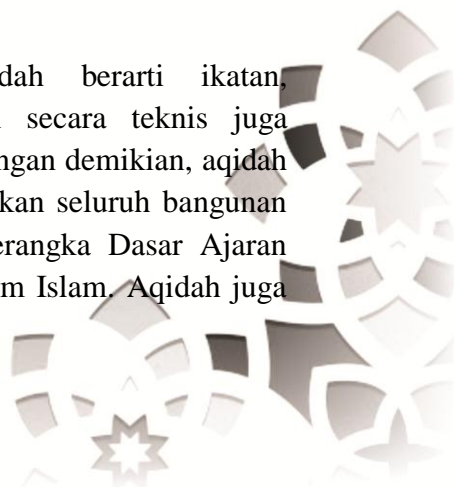 dah berarti ikatan,
secara teknis juga
ngan demikian, aqidah
kan seluruh bangunan
erangka Dasar Ajaran
m Islam. Aqidah juga